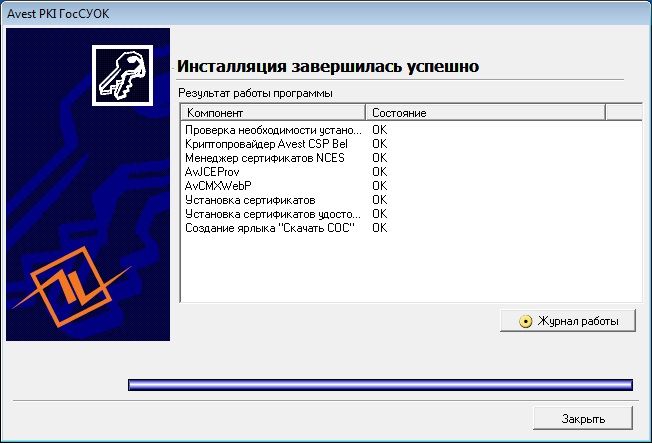 Avest PKI ГосСУОК
Инсталляция завершилась успешно
Результат работы программы
Компонент Состояние
Проверка необходимости устано... OK
Криптопровайдер Avest CSP Bel OK
Менеджер сертификатов NCES OK
AvJCEProv OK
AvCMXWebP OK
Установка сертификатов OK
Установка сертификатов удосто... OK
Создание ярлыка "Скачать СОС" OK
Журнал работы
Закрыть